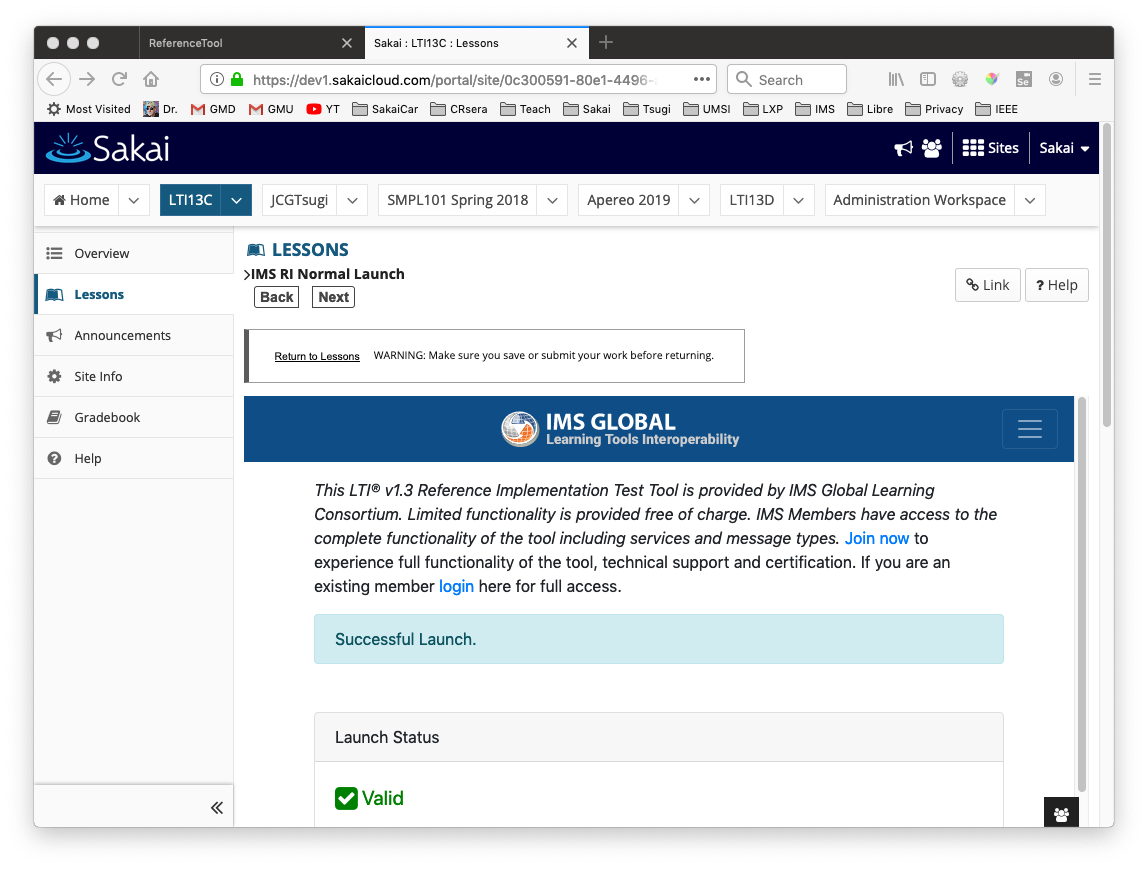 ReferenceTool
Sakai : LTI13C : Lessons
https://dev1.sakaicloud.com/portal/site/0c300591-80e1-4496-
Search
Most Visited Dr. GMD GMU YT SakaiCar CRsera Teach Sakai Tsugi UMSI LXP IMS Libre Privacy IEEE
Sakai
Sites Sakai
Home LTI13C JCGTsugi SMPL101 Spring 2018 Apereo 2019 LTI13D Administration Workspace
Overview
Lessons
Announcements
Site Info
Gradebook
Help
LESSONS
>IMS RI Normal Launch
Back Next
Link ? Help
Return to Lessons WARNING: Make sure you save or submit your work before returning.
IMS GLOBAL
Learning Tools Interoperability
This LTI® v1.3 Reference Implementation Test Tool is provided by IMS Global Learning
Consortium. Limited functionality is provided free of charge. IMS Members have access to the
complete functionality of the tool including services and message types. Join now to
experience full functionality of the tool, technical support and certification. If you are an
existing member login here for full access.
Successful Launch.
Launch Status
Valid